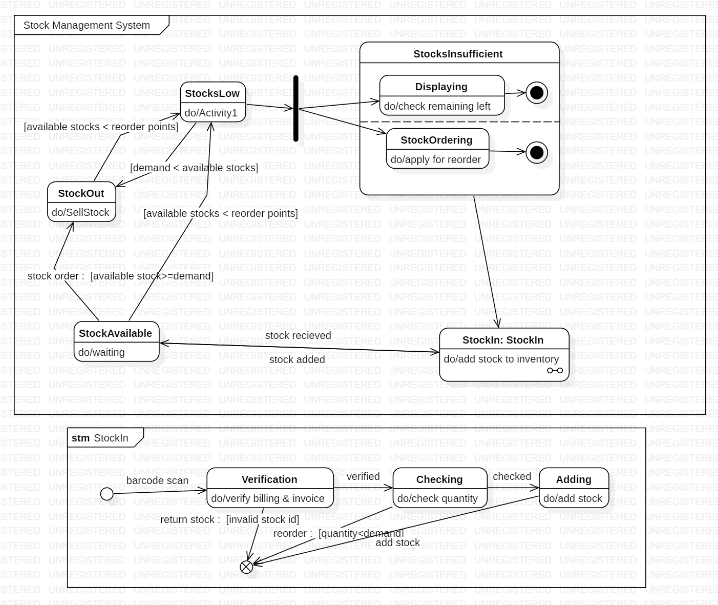 Stock Management System
StocksInsufficient
StocksLow
do/Activity1
Displaying
do/check remaining left
[available stocks < reorder points]
StockOrdering
do/apply for reorder
[demand < available stocks]
StockOut
do/SellStock
[available stocks < reorder points]
stock order : [available stock>=demand]
StockAvailable
do/waiting
stock recieved
stock added
StockIn: StockIn
do/add stock to inventory
stm StockIn
barcode scan
Verification
do/verify billing & invoice
verified
Checking
do/check quantity
checked
Adding
do/add stock
return stock : [invalid stock id]
reorder : [quantity<demand]
add stock
UNREGISTERED